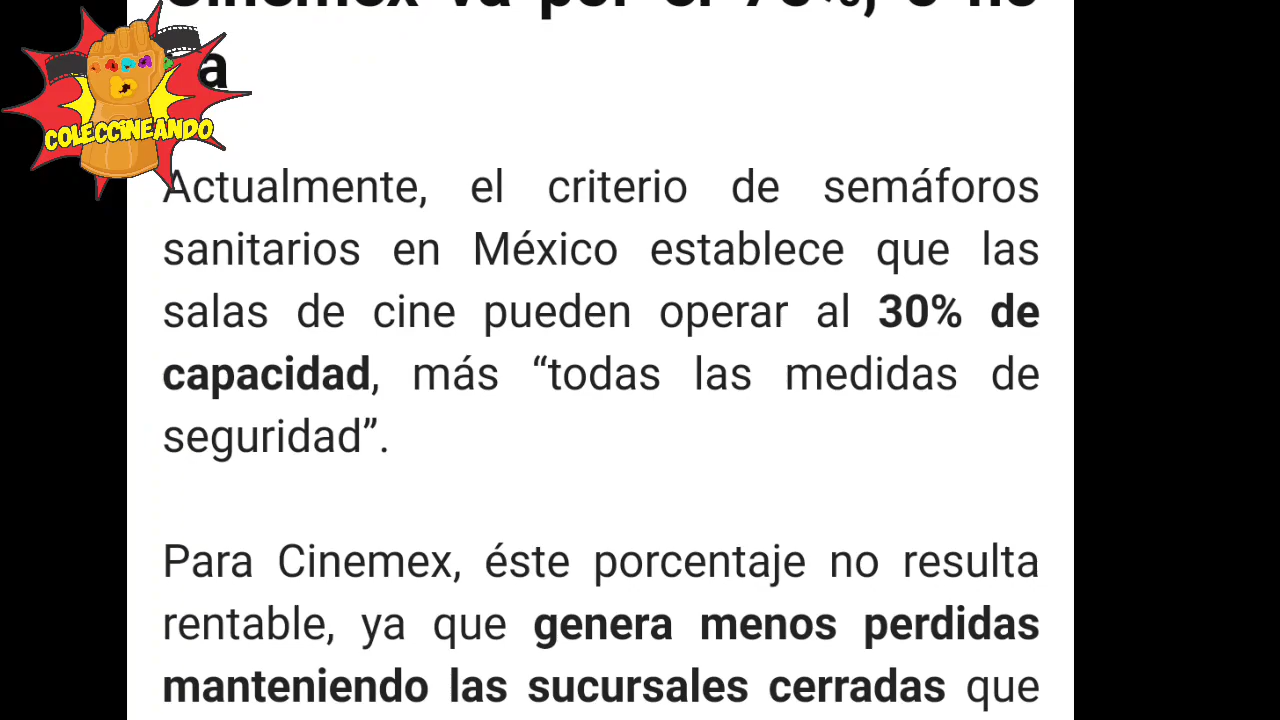 COLECCINEANDO
Actualmente, el criterio de semáforos
sanitarios en México establece que las
salas de cine pueden operar al 30% de
capacidad, más “todas las medidas de
seguridad”.
Para Cinemex, éste porcentaje no resulta
rentable, ya que genera menos perdidas
manteniendo las sucursales cerradas que